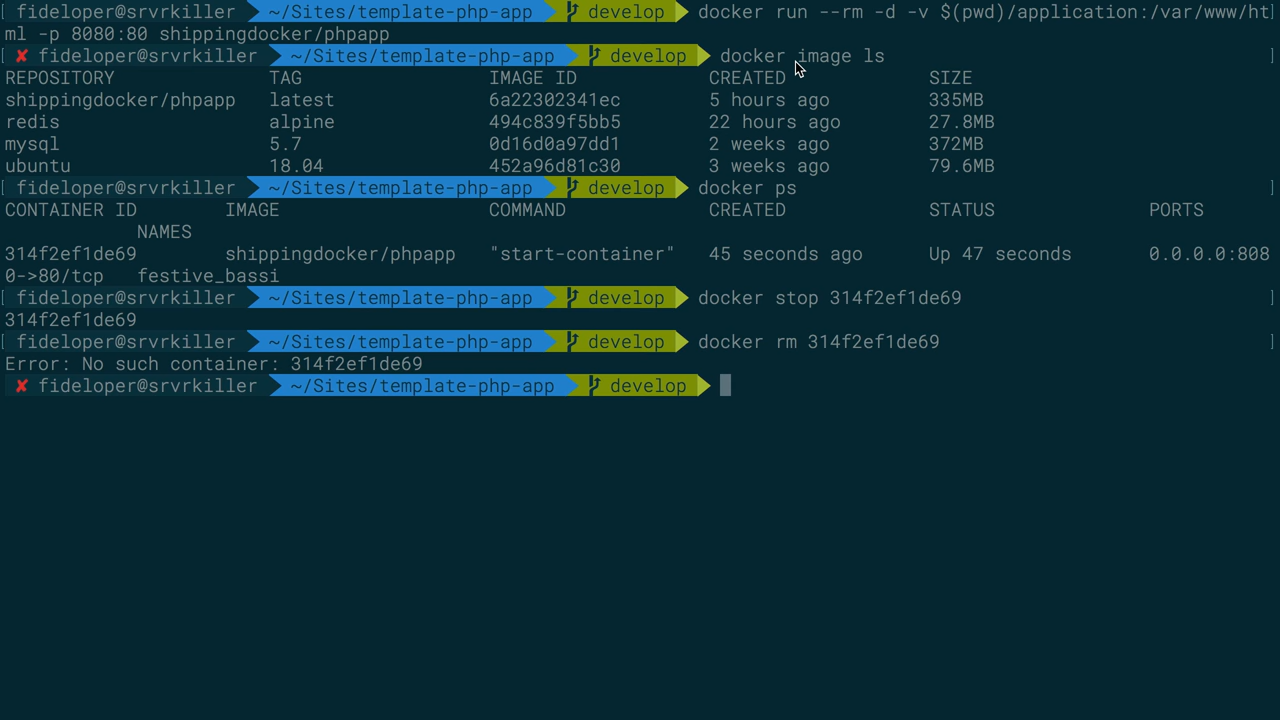 [ fideloper@srvrkiller ~/Sites/template-php-app develop docker run --rm -d -v $(pwd)/application:/var/www/ht]
ml -p 8080:80 shippingdocker/phpapp
[ ✘ fideloper@srvrkiller ~/Sites/template-php-app develop docker image ls ]
REPOSITORY TAG IMAGE ID CREATED SIZE
shippingdocker/phpapp latest 6a22302341ec 5 hours ago 335MB
redis alpine 494c839f5bb5 22 hours ago 27.8MB
mysql 5.7 0d16d0a97dd1 2 weeks ago 372MB
ubuntu 18.04 452a96d81c30 3 weeks ago 79.6MB
[ fideloper@srvrkiller ~/Sites/template-php-app develop docker ps ]
CONTAINER ID IMAGE COMMAND CREATED STATUS PORTS
NAMES
314f2ef1de69 shippingdocker/phpapp "start-container" 45 seconds ago Up 47 seconds 0.0.0.0:808
0->80/tcp festive_bassi
[ fideloper@srvrkiller ~/Sites/template-php-app develop docker stop 314f2ef1de69 ]
314f2ef1de69
[ fideloper@srvrkiller ~/Sites/template-php-app develop docker rm 314f2ef1de69 ]
Error: No such container: 314f2ef1de69
✘ fideloper@srvrkiller ~/Sites/template-php-app develop